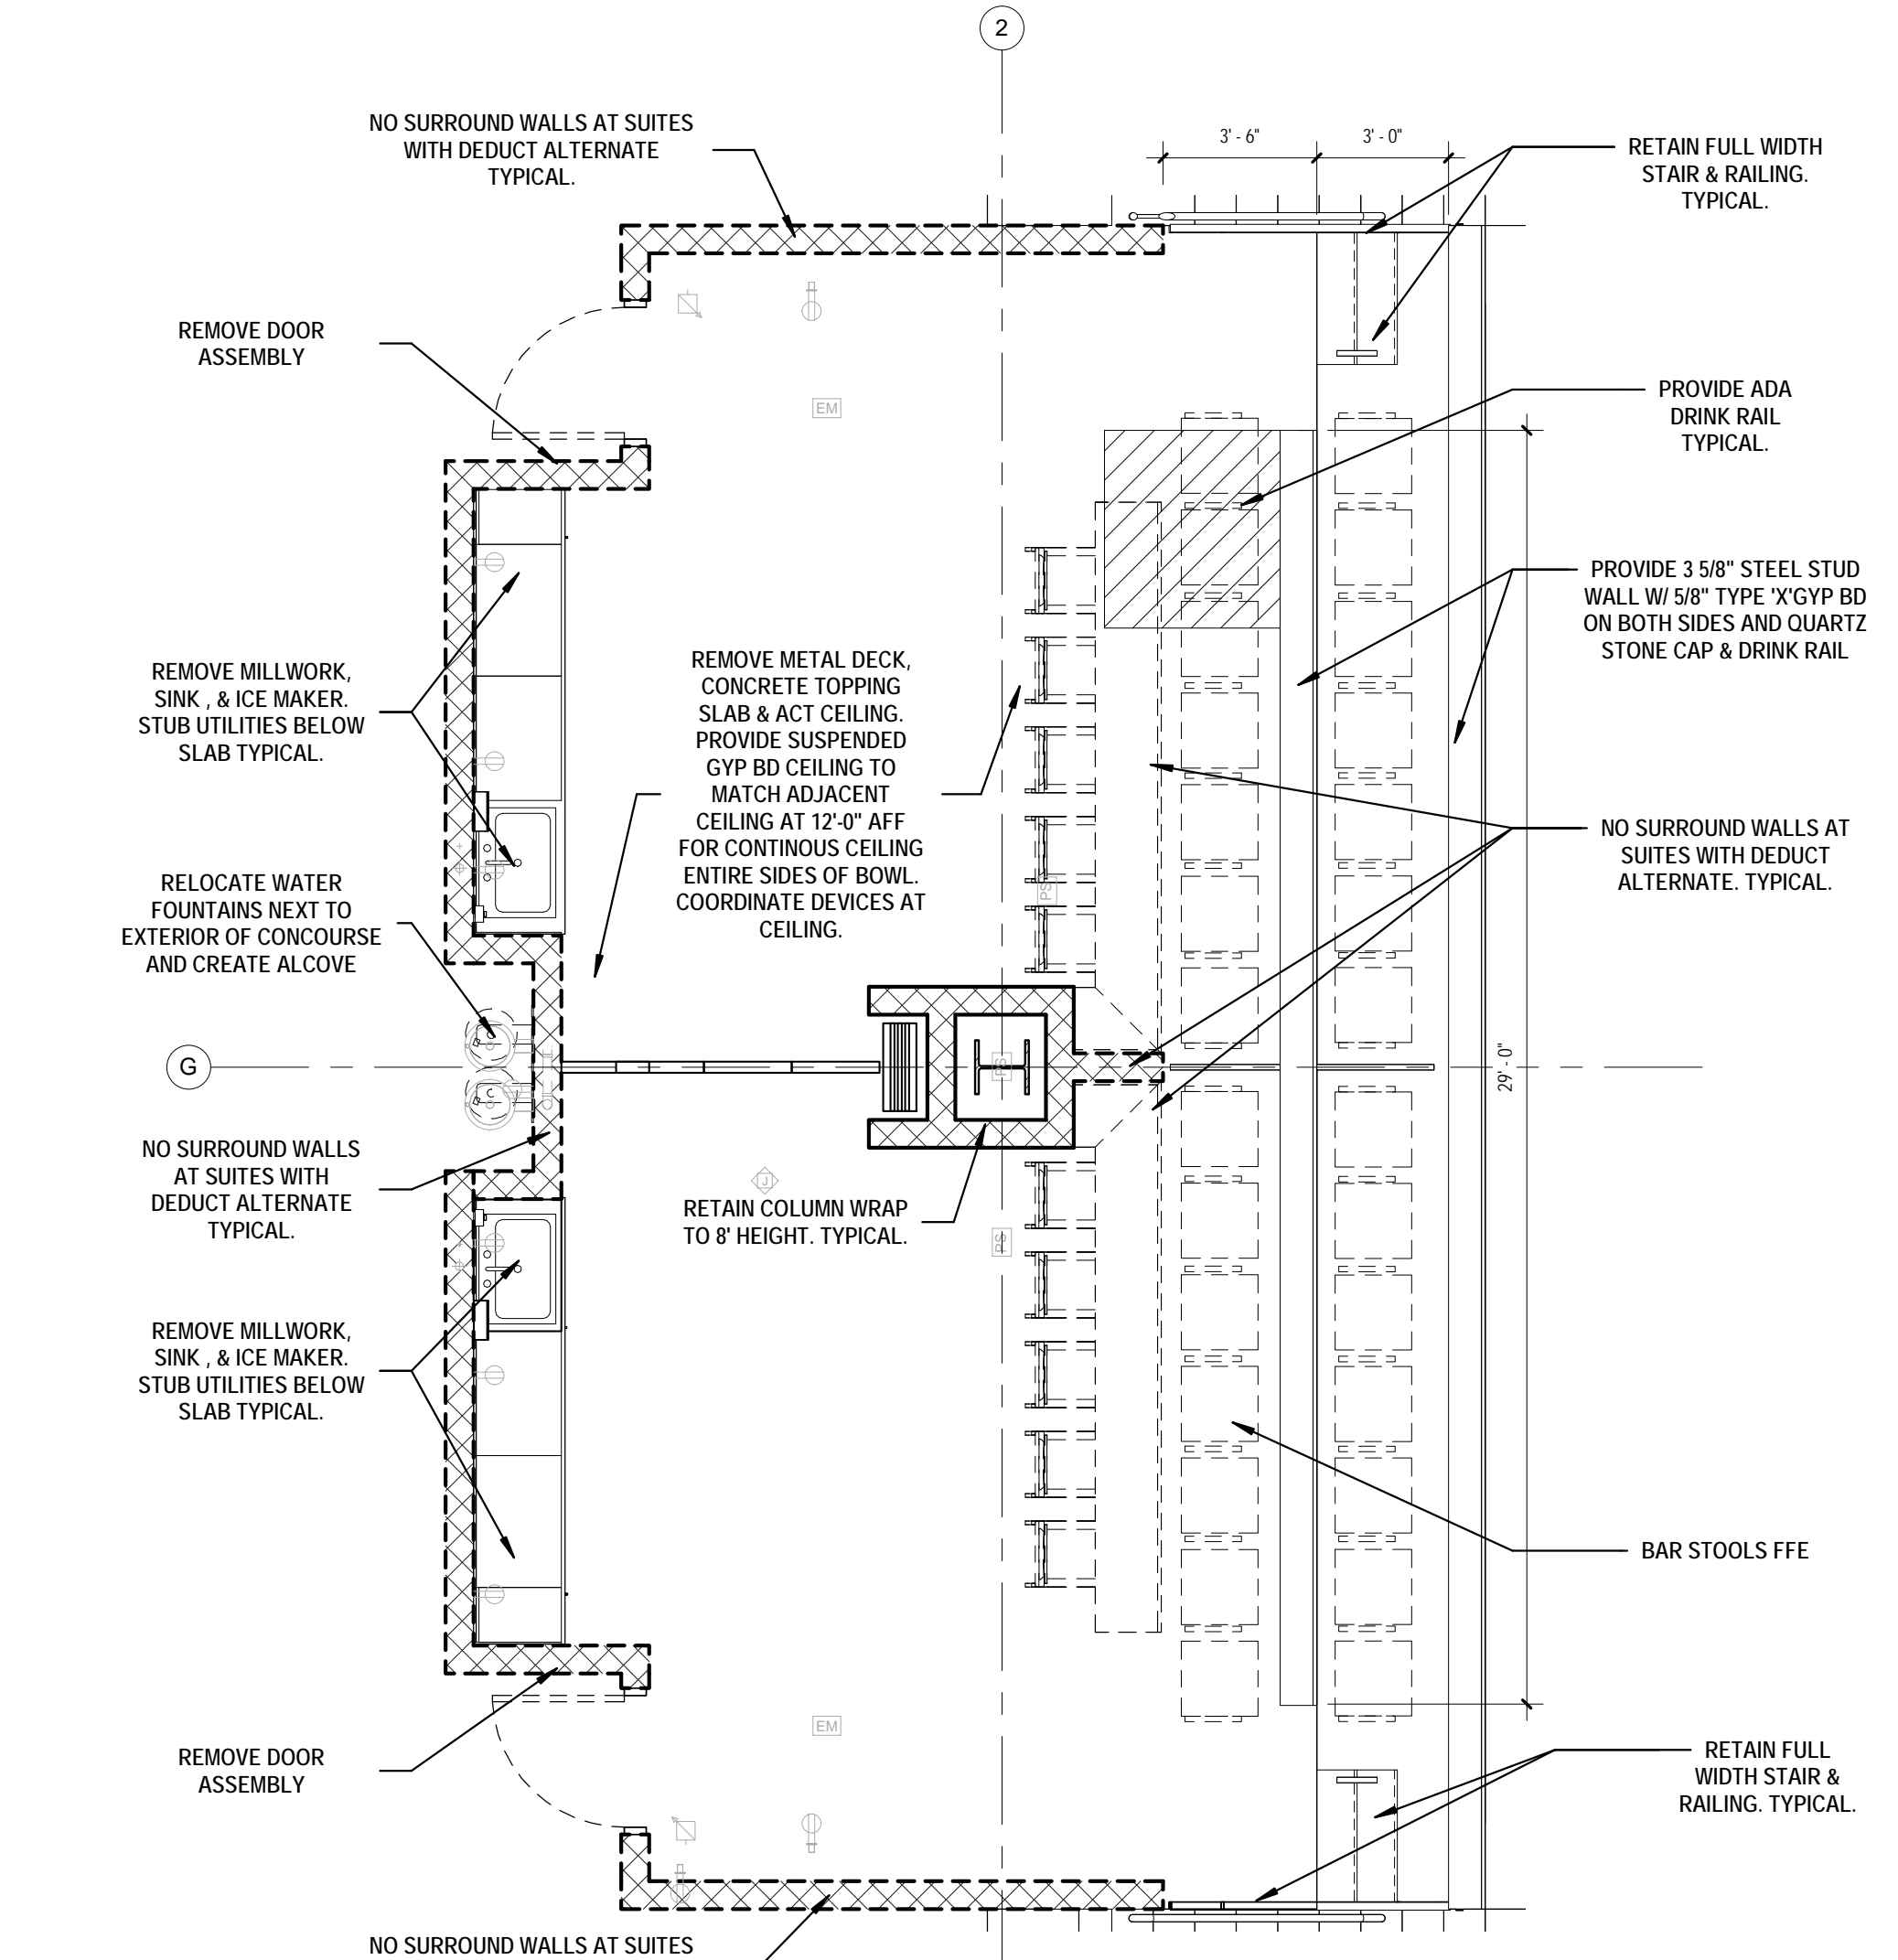 2
NO SURROUND WALLS AT SUITES
WITH DEDUCT ALTERNATE
TYPICAL.
3' - 6"
3' - 0"
RETAIN FULL WIDTH
STAIR & RAILING.
TYPICAL.
REMOVE DOOR
ASSEMBLY
EM
PROVIDE ADA
DRINK RAIL
TYPICAL.
PROVIDE 3 5/8" STEEL STUD
WALL W/ 5/8" TYPE 'X'GYP BD
ON BOTH SIDES AND QUARTZ
STONE CAP & DRINK RAIL
REMOVE MILLWORK,
SINK , & ICE MAKER.
STUB UTILITIES BELOW
SLAB TYPICAL.
REMOVE METAL DECK,
CONCRETE TOPPING
SLAB & ACT CEILING.
PROVIDE SUSPENDED
GYP BD CEILING TO
MATCH ADJACENT
CEILING AT 12'-0" AFF
FOR CONTINOUS CEILING
ENTIRE SIDES OF BOWL.
COORDINATE DEVICES AT
CEILING.
PS
NO SURROUND WALLS AT
SUITES WITH DEDUCT
ALTERNATE. TYPICAL.
RELOCATE WATER
FOUNTAINS NEXT TO
EXTERIOR OF CONCOURSE
AND CREATE ALCOVE
G
PS
29' - 0"
NO SURROUND WALLS
AT SUITES WITH
DEDUCT ALTERNATE
TYPICAL.
J
RETAIN COLUMN WRAP
TO 8' HEIGHT. TYPICAL.
PS
REMOVE MILLWORK,
SINK , & ICE MAKER.
STUB UTILITIES BELOW
SLAB TYPICAL.
BAR STOOLS FFE
EM
REMOVE DOOR
ASSEMBLY
RETAIN FULL
WIDTH STAIR &
RAILING. TYPICAL.
NO SURROUND WALLS AT SUITES